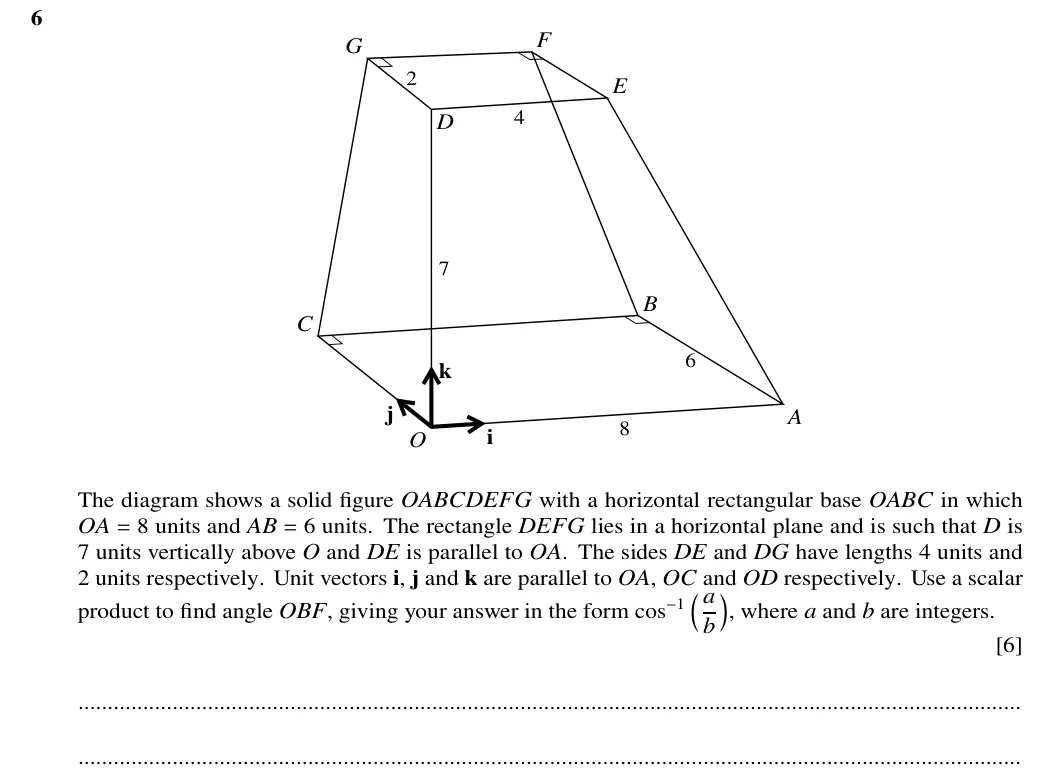 6
G
F
2
E
D
4
7
B
C
6
k
j
A
O
i
8
The diagram shows a solid figure OABCDEFG with a horizontal rectangular base OABC in which
OA = 8 units and AB = 6 units. The rectangle DEFG lies in a horizontal plane and is such that D is
7 units vertically above O and DE is parallel to OA. The sides DE and DG have lengths 4 units and
2 units respectively. Unit vectors i, j and k are parallel to OA, OC and OD respectively. Use a scalar
product to find angle OBF, giving your answer in the form cos⁻¹(a/b), where a and b are integers.
[6]